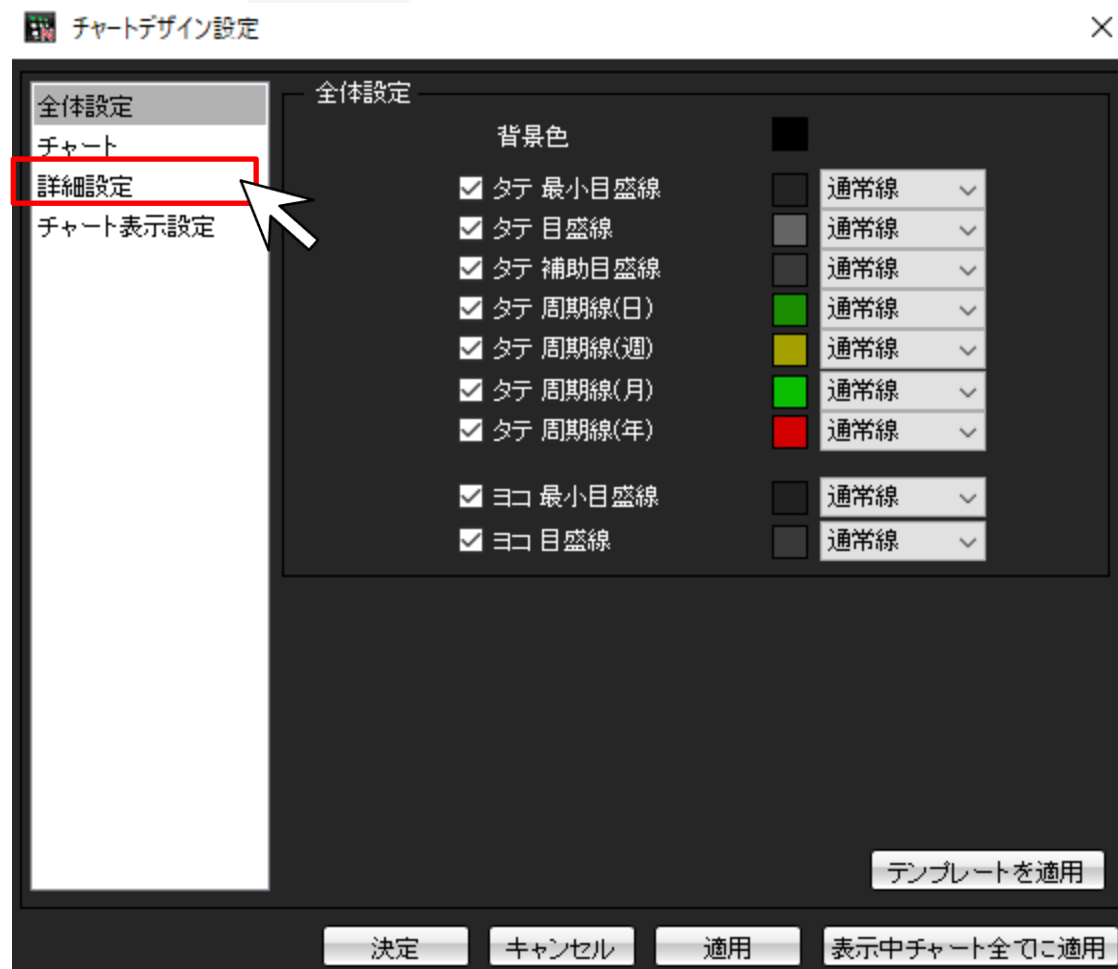 チャートデザイン設定
全体設定
チャート
詳細設定
チャート表示設定
全体設定
背景色
タテ 最小目盛線 通常線
タテ 目盛線 通常線
タテ 補助目盛線 通常線
タテ 周期線(日) 通常線
タテ 周期線(週) 通常線
タテ 周期線(月) 通常線
タテ 周期線(年) 通常線
ヨコ 最小目盛線 通常線
ヨコ 目盛線 通常線
テンプレートを適用
決定 キャンセル 適用 表示中チャート全てに適用